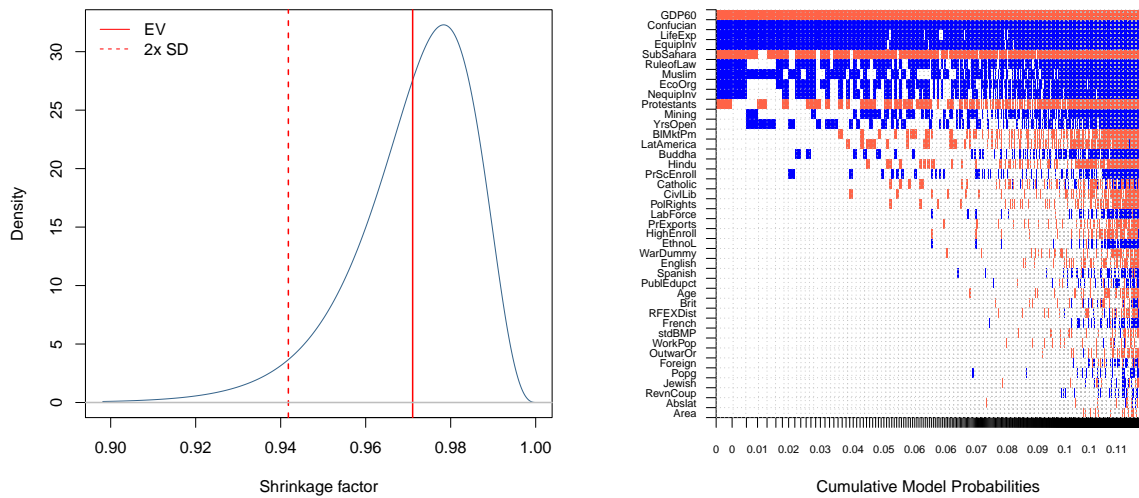 EV
2x SD
Density
30
25
20
15
10
5
0
0.90 0.92 0.94 0.96 0.98 1.00
Shrinkage factor
GDP60
Confucian
LifeExp
EquipInv
SubSahara
RuleofLaw
Muslim
EcoOrg
NequipInv
Protestants
Mining
YrsOpen
BlMktPm
LatAmerica
Buddha
Hindu
PrScEnroll
Catholic
CivlLib
PolRights
LabForce
PrExports
HighEnroll
EthnoL
WarDummy
English
Spanish
PublEdupct
Age
Brit
RFEXDist
French
stdBMP
WorkPop
OutwarOr
Foreign
Popg
Jewish
RevnCoup
Abslat
Area
0 0 0.01 0.02 0.03 0.04 0.05 0.06 0.07 0.08 0.09 0.1 0.11
Cumulative Model Probabilities